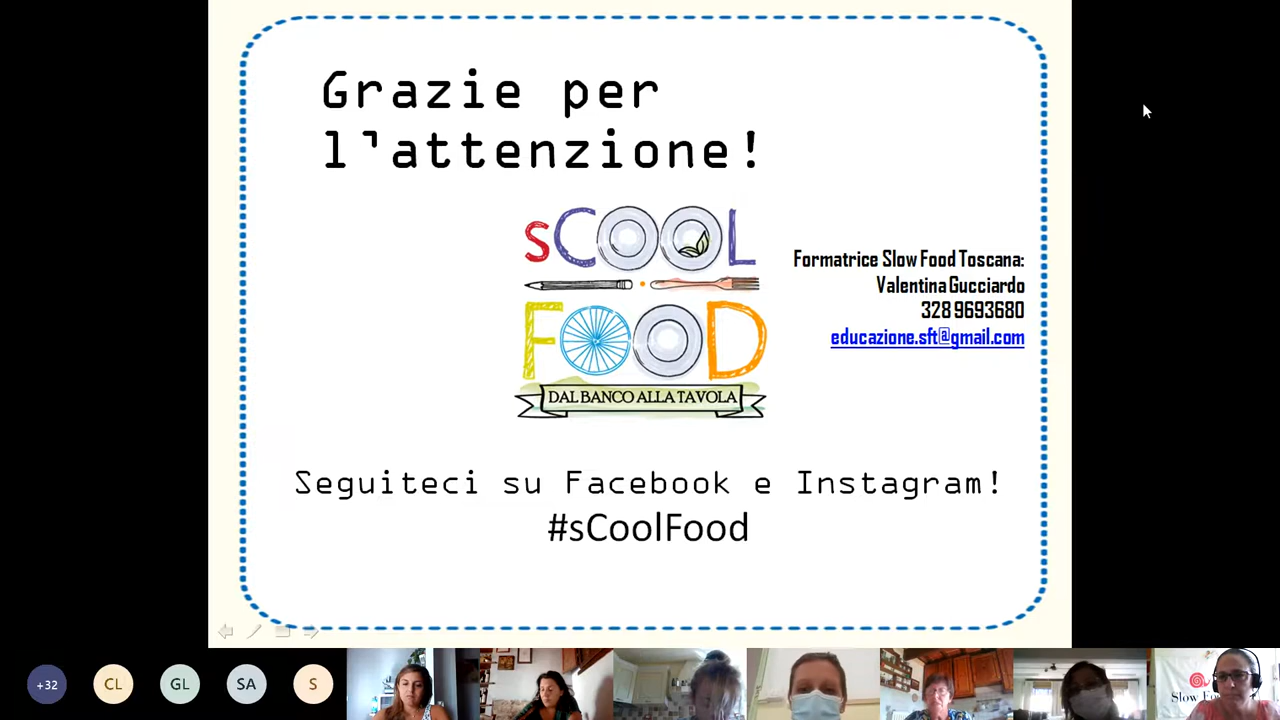 Grazie per
l'attenzione!
sCOOL
FOOD
DAL BANCO ALLA TAVOLA
Formatrice Slow Food Toscana:
Valentina Gucciardo
328 9693680
educazione.sft@gmail.com
Seguiteci su Facebook e Instagram!
#sCoolFood
+32
CL
GL
SA
S
Slow